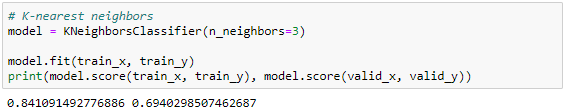 # K-nearest neighbors
model = KNeighborsClassifier(n_neighbors=3)
model.fit(train_x, train_y)
print(model.score(train_x, train_y), model.score(valid_x, valid_y))
0.841091492776886 0.6940298507462687